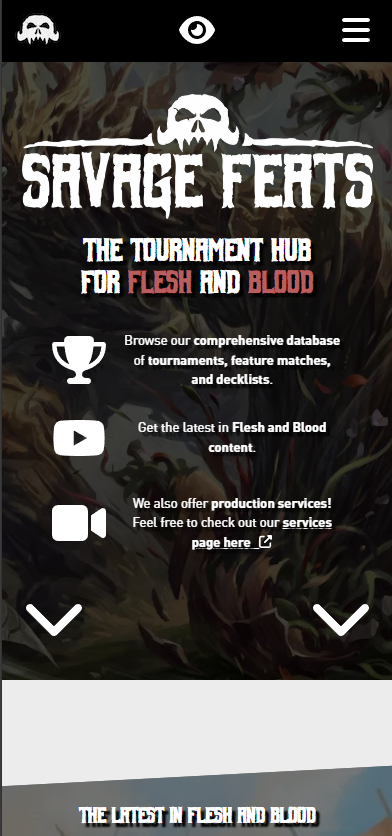 SAVAGE FEATS
THE TOURNAMENT HUB
FOR FLESH AND BLOOD
Browse our comprehensive database
of tournaments, feature matches,
and decklists.
Get the latest in Flesh and Blood
content.
We also offer production services!
Feel free to check out our services
page here
THE LATEST IN FLESH AND BLOOD